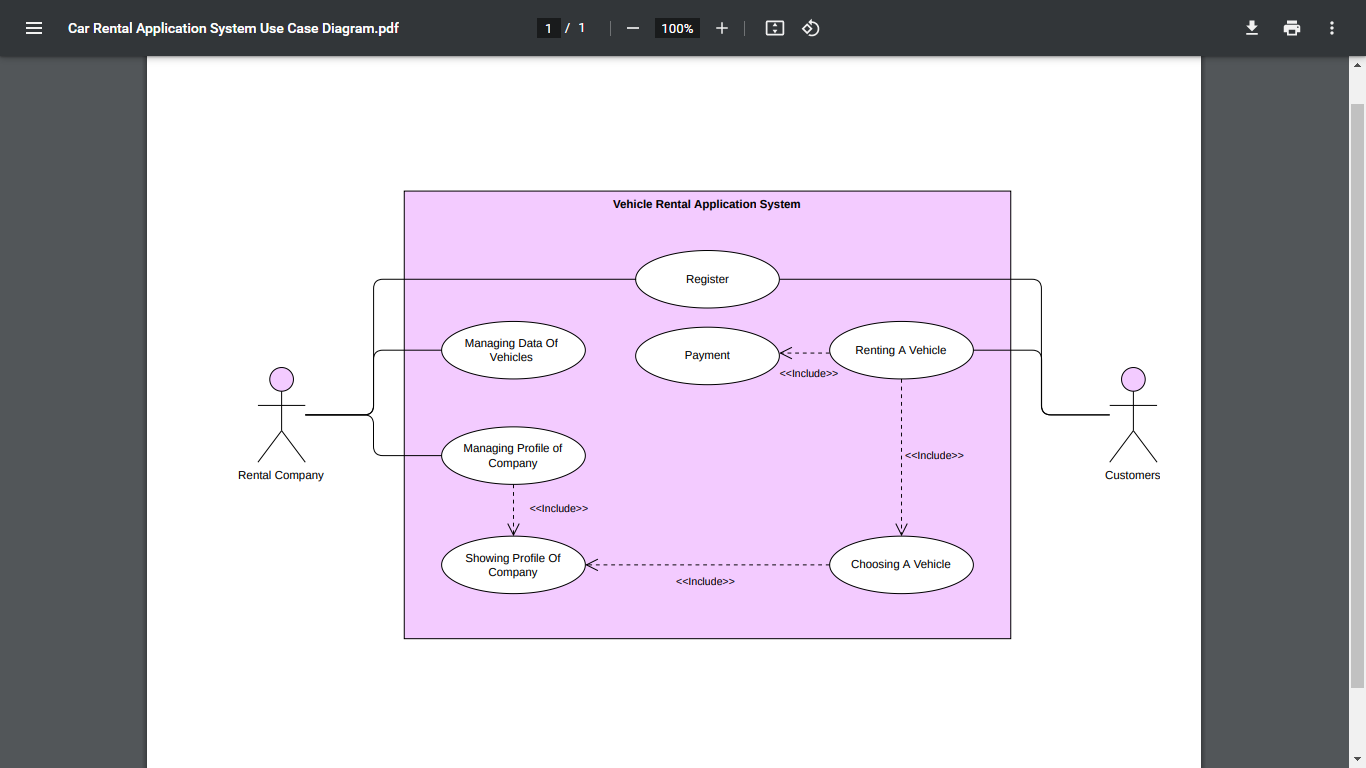 Car Rental Application System Use Case Diagram.pdf
1 / 1
100%
Vehicle Rental Application System
Register
Managing Data Of
Vehicles
Payment
Renting A Vehicle
<<Include>>
Managing Profile of
Company
<<Include>>
Rental Company
Customers
<<Include>>
Showing Profile Of
Company
Choosing A Vehicle
<<Include>>